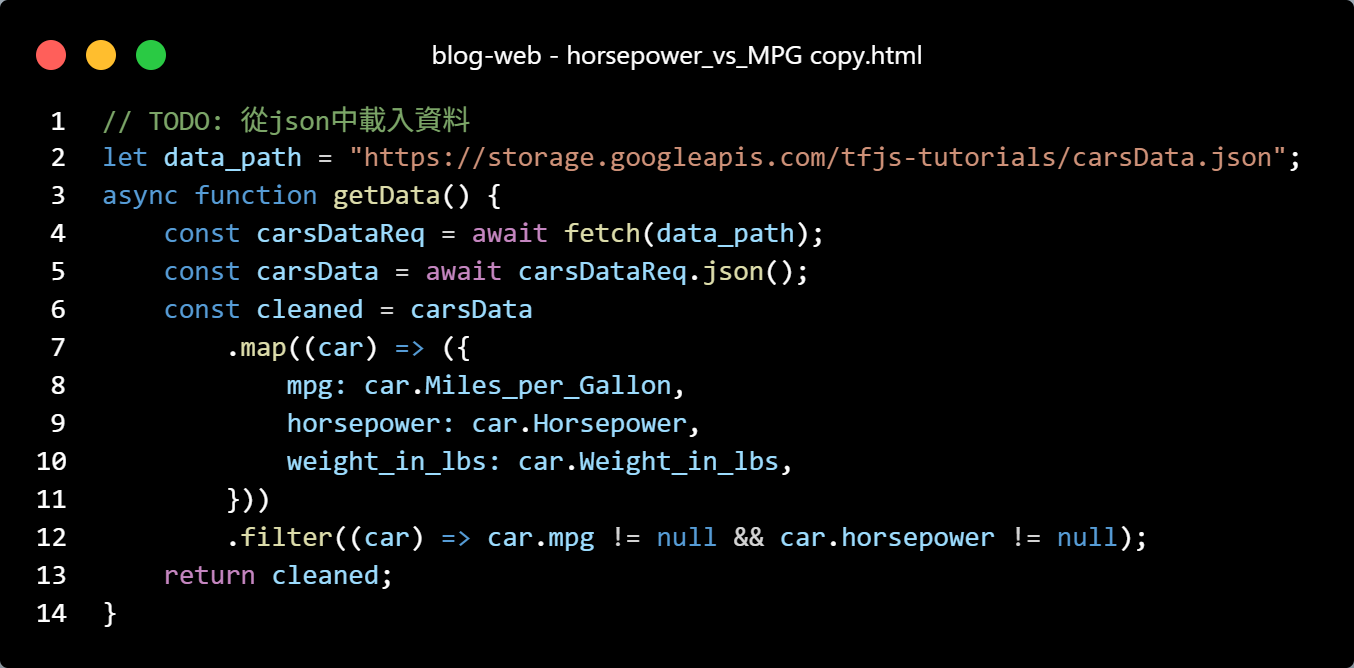 blog-web - horsepower_vs_MPG copy.html
1 // TODO: 從json中載入資料
2 let data_path = "https://storage.googleapis.com/tfjs-tutorials/carsData.json";
3 async function getData() {
4     const carsDataReq = await fetch(data_path);
5     const carsData = await carsDataReq.json();
6     const cleaned = carsData
7         .map((car) => ({
8             mpg: car.Miles_per_Gallon,
9             horsepower: car.Horsepower,
10             weight_in_lbs: car.Weight_in_lbs,
11         }))
12         .filter((car) => car.mpg != null && car.horsepower != null);
13     return cleaned;
14 }